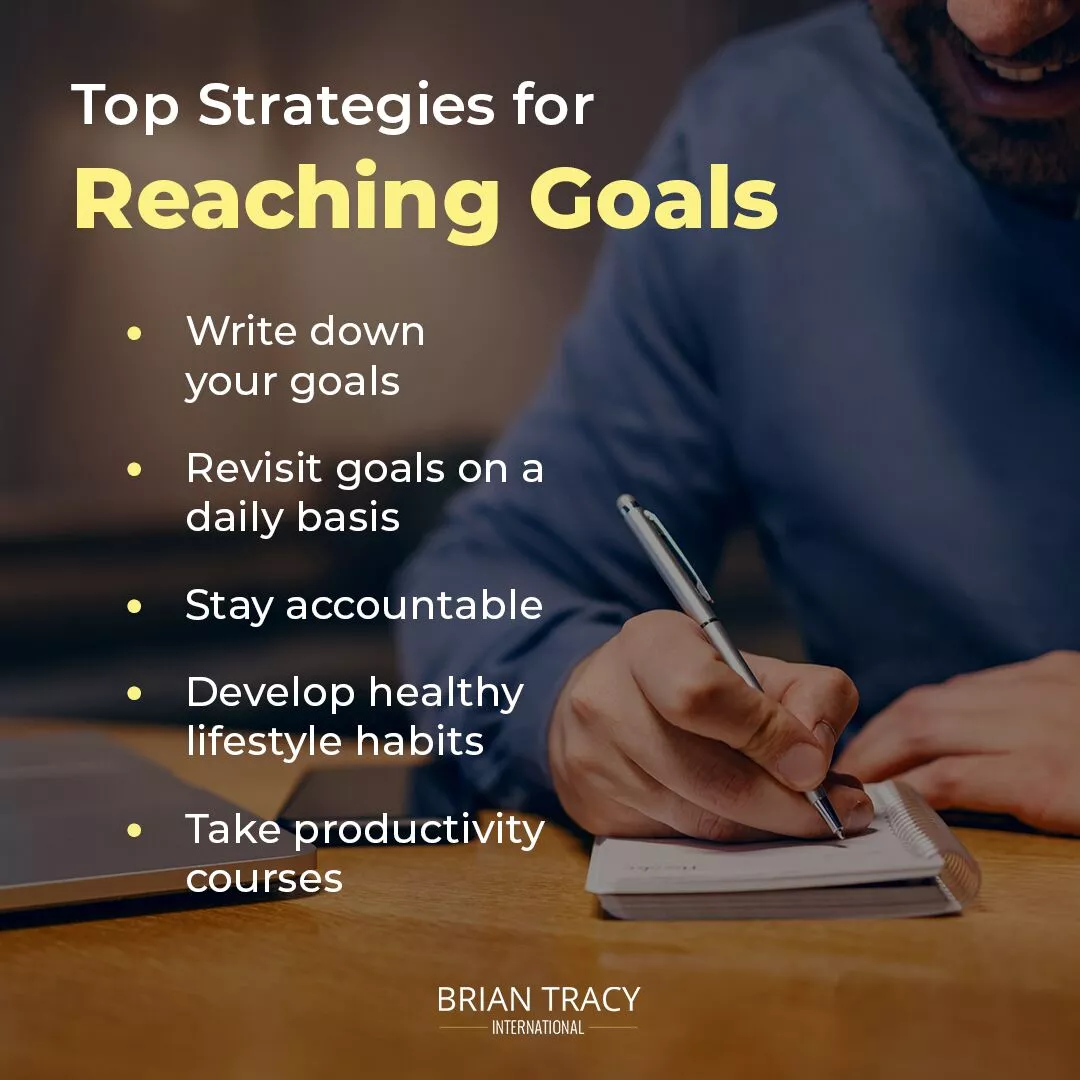 Top Strategies for
Reaching Goals
• Write down
your goals
• Revisit goals on a
daily basis
• Stay accountable
• Develop healthy
lifestyle habits
• Take productivity
courses
BRIAN TRACY
INTERNATIONAL